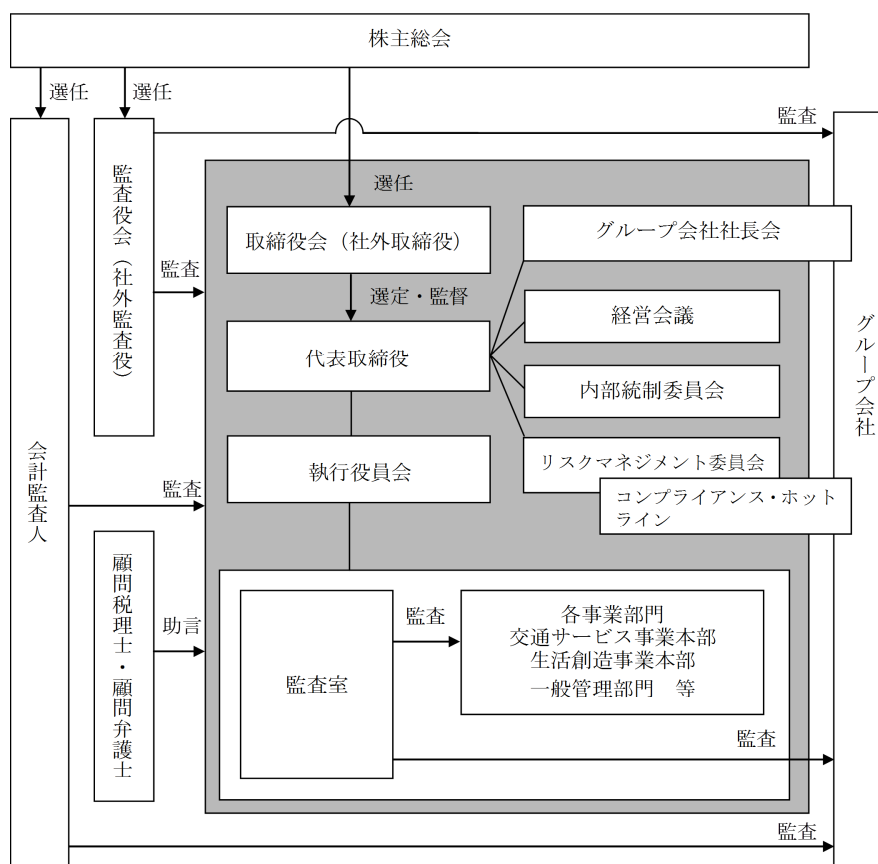 株主総会
選任
選任
監査
選任
監査役会（社外監査役）
取締役会（社外取締役）
グループ会社社長会
監査
選定・監督
経営会議
代表取締役
グループ会社
内部統制委員会
執行役員会
リスクマネジメント委員会
コンプライアンス・ホット
ライン
会計監査人
監査
顧問税理士・顧問弁護士
助言
監査室
監査
各事業部門
交通サービス事業本部
生活創造事業本部
一般管理部門　等
監査
監査